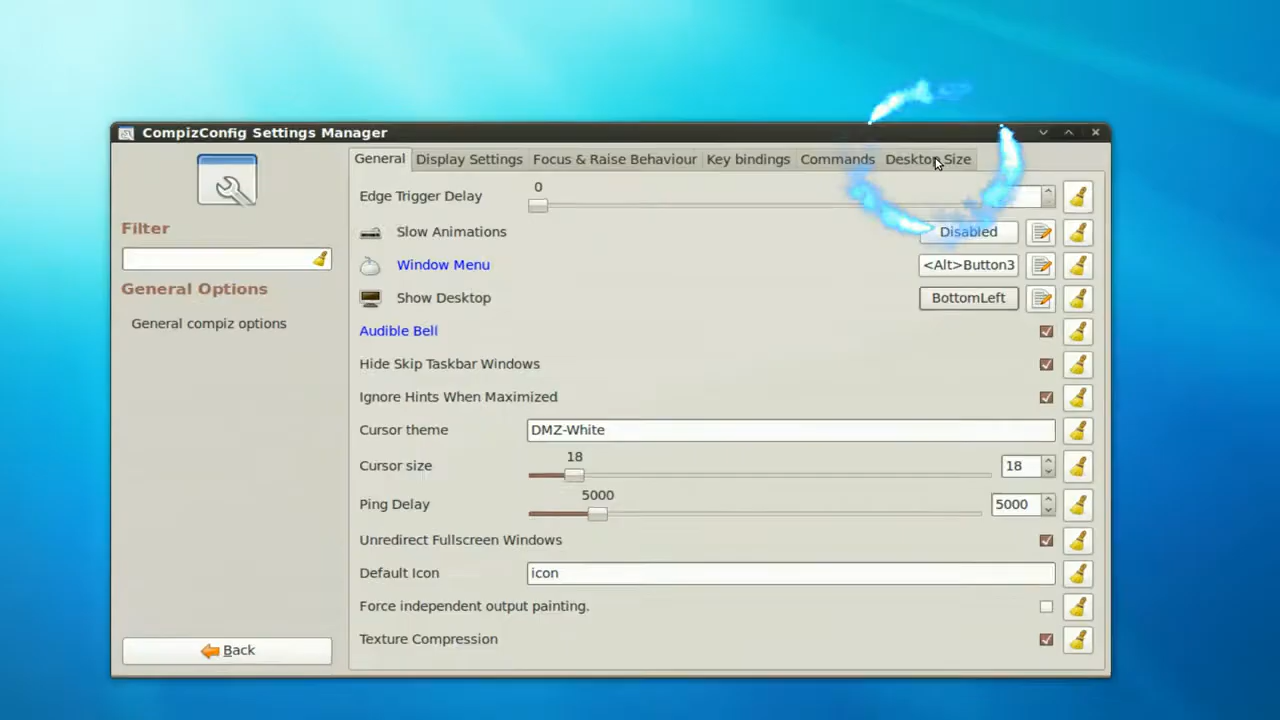 CompizConfig Settings Manager
General Display Settings Focus & Raise Behaviour Key bindings Commands Desktop Size
Filter
General Options
General compiz options
Back
Edge Trigger Delay 0
Slow Animations Disabled
Window Menu <Alt>Button3
Show Desktop BottomLeft
Audible Bell
Hide Skip Taskbar Windows
Ignore Hints When Maximized
Cursor theme DMZ-White
Cursor size 18 18
Ping Delay 5000 5000
Unredirect Fullscreen Windows
Default Icon icon
Force independent output painting.
Texture Compression